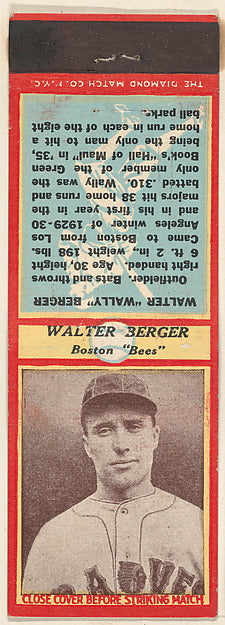 THE DIAMOND MATCH CO. N.Y.C.
WALTER "WALLY" BERGER
Outfielder. Bats and throws
right handed. Age 30, height
6 ft. 2 in., weight 198 lbs.
Came to Boston from Los
Angeles winter of 1929-30
and in his first year in the
majors hit 38 home runs and
batted .310. Wally was the
only member of the Green
Book's "Hall of Maul" in '35,
being the only man to hit a
home run in each of the eight
ball parks.
WALTER BERGER
Boston "Bees"
CLOSE COVER BEFORE STRIKING MATCH